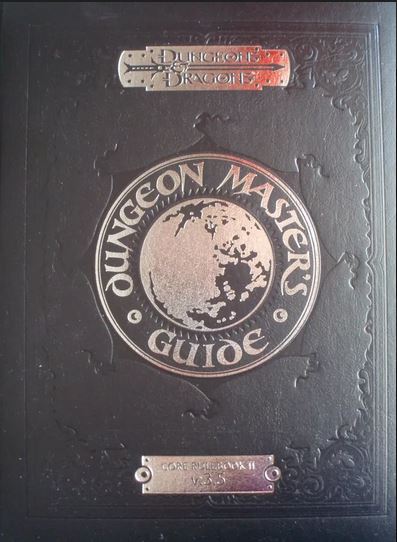 DUNGEONS
&
DRAGONS
DUNGEON MASTER'S
GUIDE
CORE RULEBOOK II
v.3.5